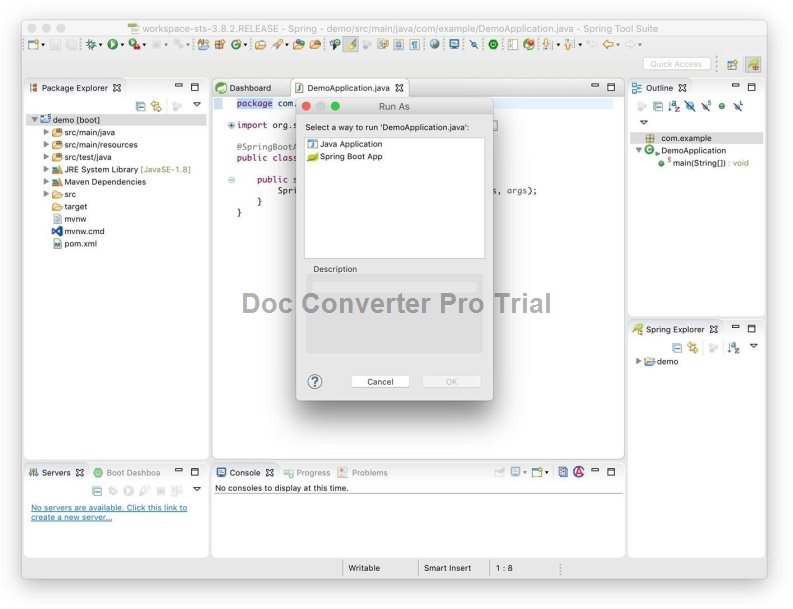 workspace-sts-3.8.2.RELEASE - Spring - demo/src/main/java/com/example/DemoApplication.java - Spring Tool Suite
Quick Access
Package Explorer
demo [boot]
src/main/java
src/main/resources
src/test/java
JRE System Library [JavaSE-1.8]
Maven Dependencies
src
target
mvnw
mvnw.cmd
pom.xml
Dashboard
DemoApplication.java
package com.
import org.s
@SpringBootA
public class
public s
Spri
s, args);
}
}
Run As
Select a way to run 'DemoApplication.java':
Java Application
Spring Boot App
Description
Cancel
OK
Doc Converter Pro Trial
Outline
com.example
DemoApplication
main(String[]) : void
Spring Explorer
demo
Servers
Boot Dashboa
No servers are available. Click this link to
create a new server...
Console
Progress
Problems
No consoles to display at this time.
Writable
Smart Insert
1 : 8